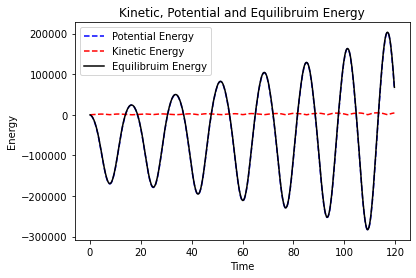 Kinetic, Potential and Equilibruim Energy
Potential Energy
Kinetic Energy
Equilibruim Energy
200000
100000
0
-100000
-200000
-300000
Energy
0 20 40 60 80 100 120
Time